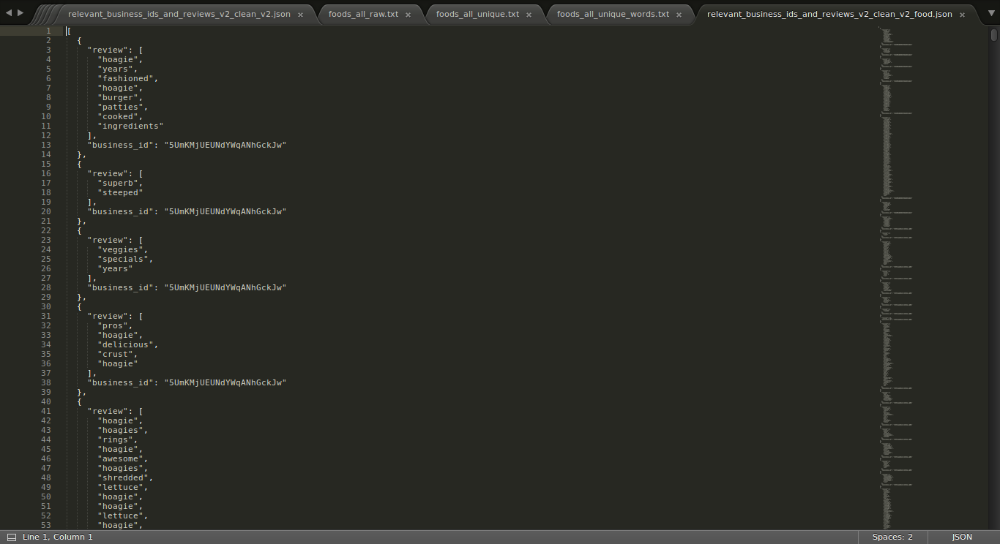 relevant_business_ids_and_reviews_v2_clean_v2.json × foods_all_raw.txt × foods_all_unique.txt × foods_all_unique_words.txt × relevant_business_ids_and_reviews_v2_clean_v2_food.json ×
1 [
2 {
3 "review": [
4 "hoagie",
5 "years",
6 "fashioned",
7 "hoagie",
8 "burger",
9 "patties",
10 "cooked",
11 "ingredients"
12 ],
13 "business_id": "5UmKMjUEUNdYWqANhGckJw"
14 },
15 {
16 "review": [
17 "superb",
18 "steeped"
19 ],
20 "business_id": "5UmKMjUEUNdYWqANhGckJw"
21 },
22 {
23 "review": [
24 "veggies",
25 "specials",
26 "years"
27 ],
28 "business_id": "5UmKMjUEUNdYWqANhGckJw"
29 },
30 {
31 "review": [
32 "pros",
33 "hoagie",
34 "delicious",
35 "crust",
36 "hoagie"
37 ],
38 "business_id": "5UmKMjUEUNdYWqANhGckJw"
39 },
40 {
41 "review": [
42 "hoagie",
43 "hoagies",
44 "rings",
45 "hoagie",
46 "awesome",
47 "hoagies",
48 "shredded",
49 "lettuce",
50 "hoagie",
51 "hoagie",
52 "lettuce",
53 "hoagie",
Line 1, Column 1 Spaces: 2 JSON